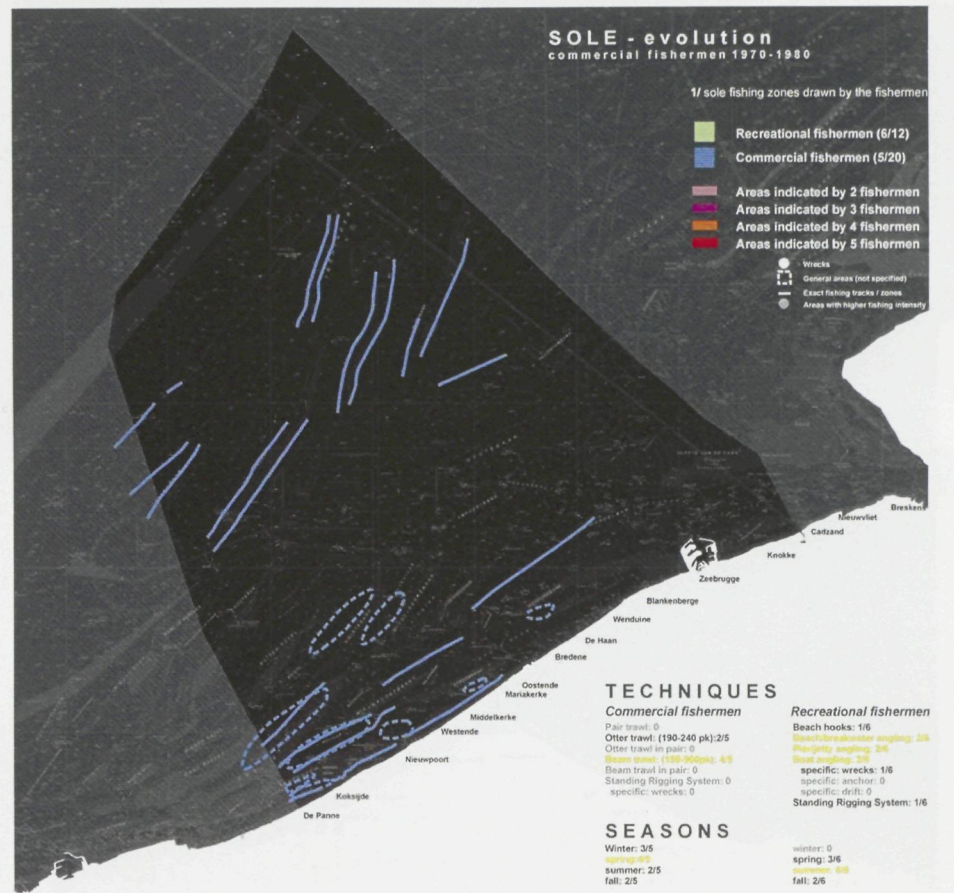 SOLE - evolution
commercial fishermen 1970-1980
1/ sole fishing zones drawn by the fishermen
Recreational fishermen (6/12)
Commercial fishermen (5/20)
Areas indicated by 2 fishermen
Areas indicated by 3 fishermen
Areas indicated by 4 fishermen
Areas indicated by 5 fishermen
Wrecks
General areas (not specified)
Exact fishing tracks / zones
Areas with higher fishing intensity
Breskens
Nieuwvliet
Cadzand
Knokke
Zeebrugge
Blankenberge
Wenduine
De Haan
Bredene
Oostende
Mariakerke
Middelkerke
Westende
Nieuwpoort
Koksijde
De Panne
TECHNIQUES
Commercial fishermen
Pair trawl: 0
Otter trawl: (190-240 pk):2/5
Otter trawl in pair: 0
Beam trawl: 4/5
Beam trawl in pair: 0
Standing Rigging System: 0
specific: wrecks: 0
Recreational fishermen
Beach hooks: 1/6
Beach/breakwater angling: 2/6
Pier/jetty angling: 2/6
Boat angling: 3/6
specific: wrecks: 1/6
specific: anchor: 0
specific: drift: 0
Standing Rigging System: 1/6
SEASONS
Winter: 3/5
spring:
summer: 2/5
fall: 2/5
winter: 0
spring: 3/6
summer: 6/6
fall: 2/6